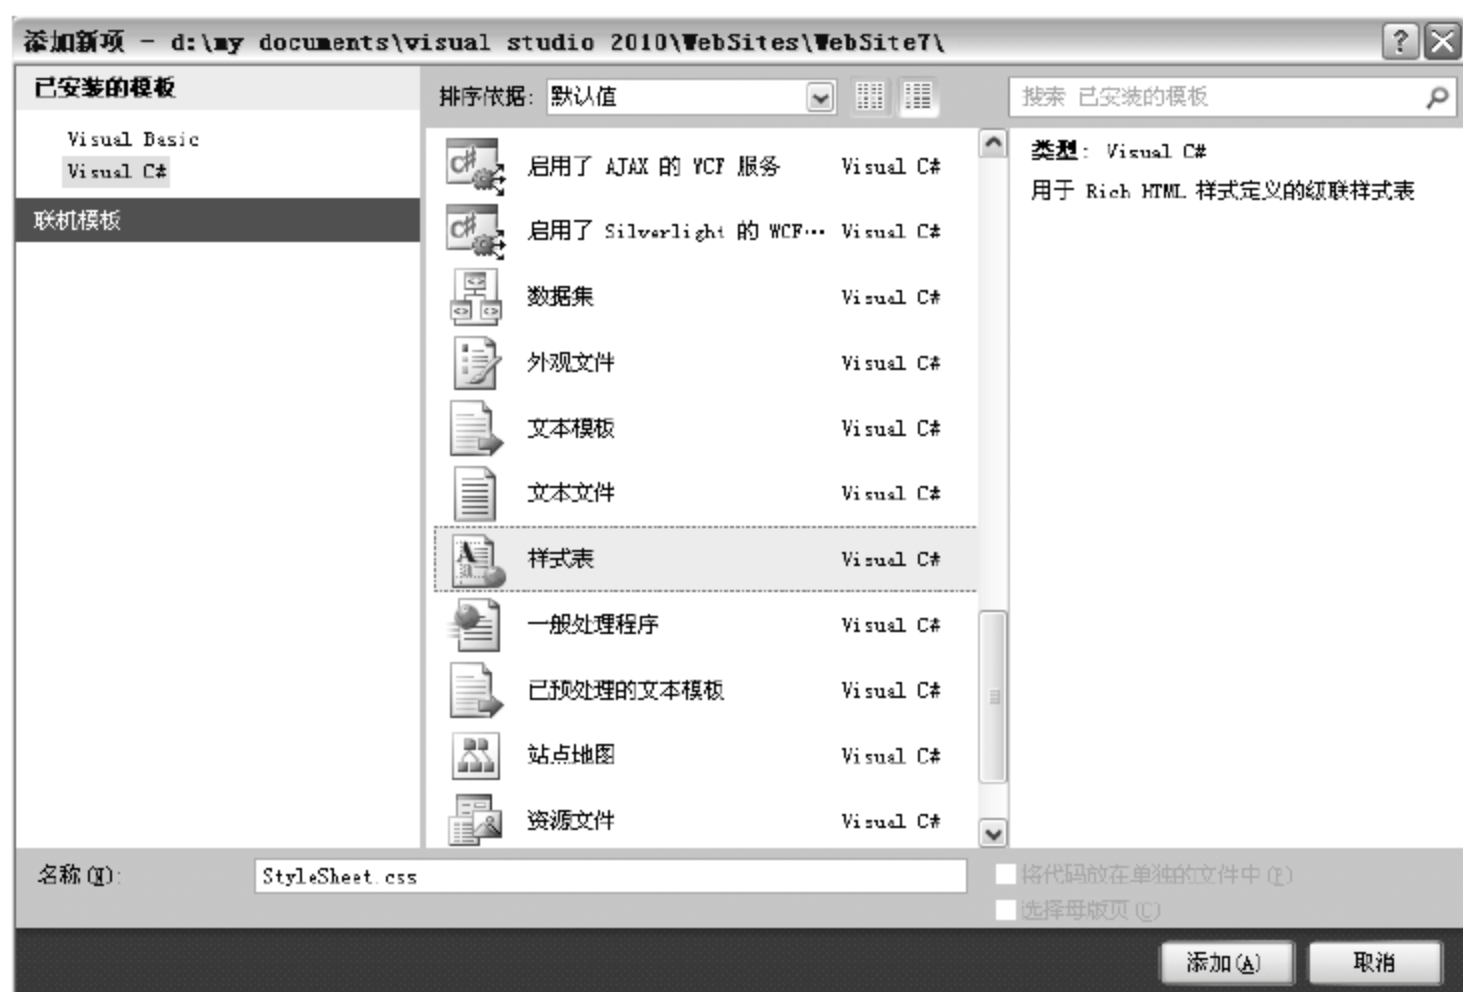 添加新项 - d:\my documents\visual studio 2010\WebSites\WebSite7\
已安装的模板
Visual Basic
Visual C#
联机模板
排序依据: 默认值
搜索 已安装的模板
启用了 AJAX 的 WCF 服务 Visual C#
启用了 Silverlight 的 WCF… Visual C#
数据集 Visual C#
外观文件 Visual C#
文本模板 Visual C#
文本文件 Visual C#
样式表 Visual C#
一般处理程序 Visual C#
已预处理的文本模板 Visual C#
站点地图 Visual C#
资源文件 Visual C#
类型: Visual C#
用于 Rich HTML 样式定义的级联样式表
名称(N):
StyleSheet.css
将代码放在单独的文件中(P)
选择母版页(C)
添加(A)
取消